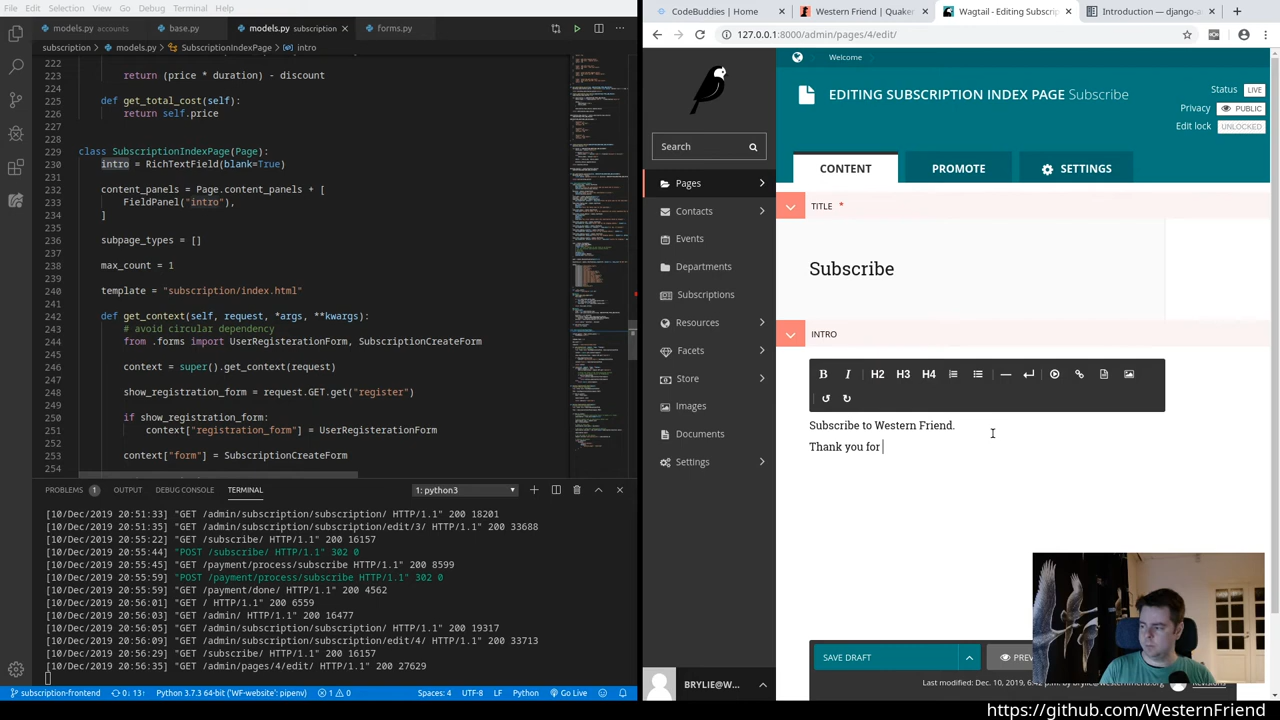 File Edit Debug Terminal Help
models.py accounts
base.py
models.py subscription
forms.py
subscription > models.py > SubscriptionIndexPage > intro
222
223 return (price * duration) - discount
224
225 def get_total_cost(self):
226 return self.price
227
228
229 class SubscriptionIndexPage(Page):
230 intro = RichTextField(blank=True)
231
232 content_panels = Page.content_panels + [
233 FieldPanel("intro"),
234 ]
235
236
237
238
239
240 template = "subscription/index.html"
241
242 def get_context(self, request, *args, **kwargs):
243 # avoid circular dependency
244 SubscriptionCreateForm
245
246 super().get_context(request)
247
248 ("register")
249
250
251 context["registration_form"] = UserRegisterationForm
252
253 context["form"] = SubscriptionCreateForm
254
PROBLEMS 1 OUTPUT DEBUG CONSOLE TERMINAL 1: python3
[10/Dec/2019 20:51:33] "GET /admin/subscription/subscription/ HTTP/1.1" 200 18201
[10/Dec/2019 20:51:35] "GET /admin/subscription/subscription/edit/3/ HTTP/1.1" 200 33688
[10/Dec/2019 20:55:22] "GET /subscribe/ HTTP/1.1" 200 16157
[10/Dec/2019 20:55:44] "POST /subscribe/ HTTP/1.1" 302 0
[10/Dec/2019 20:55:45] "GET /payment/process/subscribe HTTP/1.1" 200 8599
[10/Dec/2019 20:55:59] "POST /payment/process/subscribe HTTP/1.1" 302 0
[10/Dec/2019 20:55:59] "GET /payment/done/ HTTP/1.1" 200 4562
[10/Dec/2019 20:56:01] "GET / HTTP/1.1" 200 6559
[10/Dec/2019 20:56:03] "GET /admin/ HTTP/1.1" 200 16477
[10/Dec/2019 20:56:05] "GET /admin/subscription/subscription/ HTTP/1.1" 200 19317
[10/Dec/2019 20:56:09] "GET /admin/subscription/subscription/edit/4/ HTTP/1.1" 200 33713
[10/Dec/2019 20:56:29] "GET /subscribe/ HTTP/1.1" 200 16157
[10/Dec/2019 20:56:35] "GET /admin/pages/4/edit/ HTTP/1.1" 200 27629
subscription-frontend 0↓ 13↑ Python 3.7.3 64-bit ('WF-website': pipenv) 1 0 Spaces: 4 UTF-8 LF Python Go Live
CodeBuddies | Home
Western Friend | Quaker
Wagtail - Editing Subscrip
Introduction — django-a
127.0.0.1:8000/admin/pages/4/edit/
Search
Pages
Contacts
Events
Departments
Subscriptions
Resources
Facets
Store
Images
Documents
Settings
BRYLIE@W...
Welcome
EDITING SUBSCRIPTION INDEX PAGE Subscribe
Status LIVE
Privacy PUBLIC
Edit lock UNLOCKED
CONTENT PROMOTE SETTINGS
TITLE *
Subscribe
INTRO
B I H2 H3 H4
Subscribe to Western Friend.
Thank you for
SAVE DRAFT
Last modified: Dec. 10, 2019, 6:42 p.m. by brylie@westernfriend.org Revisions
https://github.com/WesternFriend